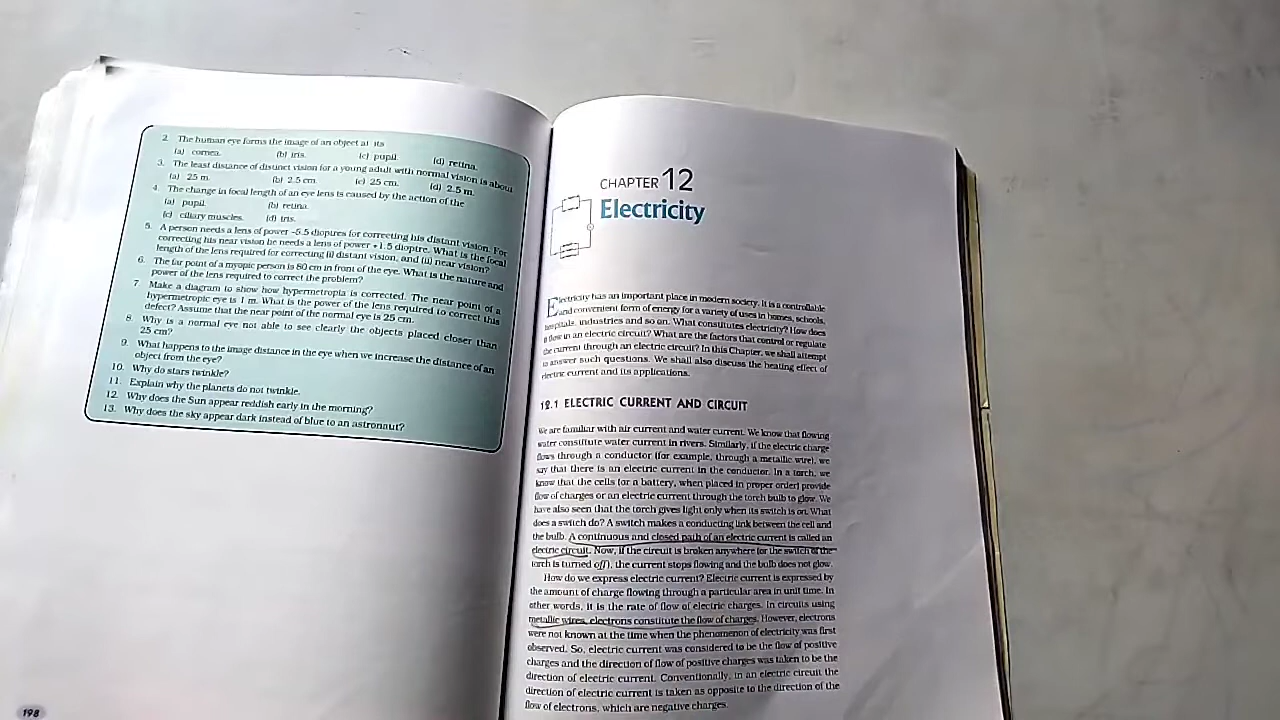 2. The human eye forms the image of an object at its
(a) cornea. (b) iris. (c) pupil. (d) retina.
3. The least distance of distinct vision for a young adult with normal vision is about
(a) 25 m. (b) 2.5 cm. (c) 25 cm. (d) 2.5 m.
4. The change in focal length of an eye lens is caused by the action of the
(a) pupil. (b) retina.
(c) ciliary muscles. (d) iris.
5. A person needs a lens of power –5.5 dioptres for correcting his distant vision. For
correcting his near vision he needs a lens of power +1.5 dioptre. What is the focal
length of the lens required for correcting (i) distant vision, and (ii) near vision?
6. The far point of a myopic person is 80 cm in front of the eye. What is the nature and
power of the lens required to correct the problem?
7. Make a diagram to show how hypermetropia is corrected. The near point of a
hypermetropic eye is 1 m. What is the power of the lens required to correct this
defect? Assume that the near point of the normal eye is 25 cm.
8. Why is a normal eye not able to see clearly the objects placed closer than
25 cm?
9. What happens to the image distance in the eye when we increase the distance of an
object from the eye?
10. Why do stars twinkle?
11. Explain why the planets do not twinkle.
12. Why does the Sun appear reddish early in the morning?
13. Why does the sky appear dark instead of blue to an astronaut?
198
CHAPTER 12
Electricity
Electricity has an important place in modern society. It is a controllable
and convenient form of energy for a variety of uses in homes, schools,
hospitals, industries and so on. What constitutes electricity? How does
it flow in an electric circuit? What are the factors that control or regulate
the current through an electric circuit? In this Chapter, we shall attempt
to answer such questions. We shall also discuss the heating effect of
electric current and its applications.
12.1 ELECTRIC CURRENT AND CIRCUIT
We are familiar with air current and water current. We know that flowing
water constitute water current in rivers. Similarly, if the electric charge
flows through a conductor (for example, through a metallic wire), we
say that there is an electric current in the conductor. In a torch, we
know that the cells (or a battery, when placed in proper order) provide
flow of charges or an electric current through the torch bulb to glow. We
have also seen that the torch gives light only when its switch is on. What
does a switch do? A switch makes a conducting link between the cell and
the bulb. A continuous and closed path of an electric current is called an
electric circuit. Now, if the circuit is broken anywhere (or the switch of the
torch is turned off), the current stops flowing and the bulb does not glow.
How do we express electric current? Electric current is expressed by
the amount of charge flowing through a particular area in unit time. In
other words, it is the rate of flow of electric charges. In circuits using
metallic wires, electrons constitute the flow of charges. However, electrons
were not known at the time when the phenomenon of electricity was first
observed. So, electric current was considered to be the flow of positive
charges and the direction of flow of positive charges was taken to be the
direction of electric current. Conventionally, in an electric circuit the
direction of electric current is taken as opposite to the direction of the
flow of electrons, which are negative charges.